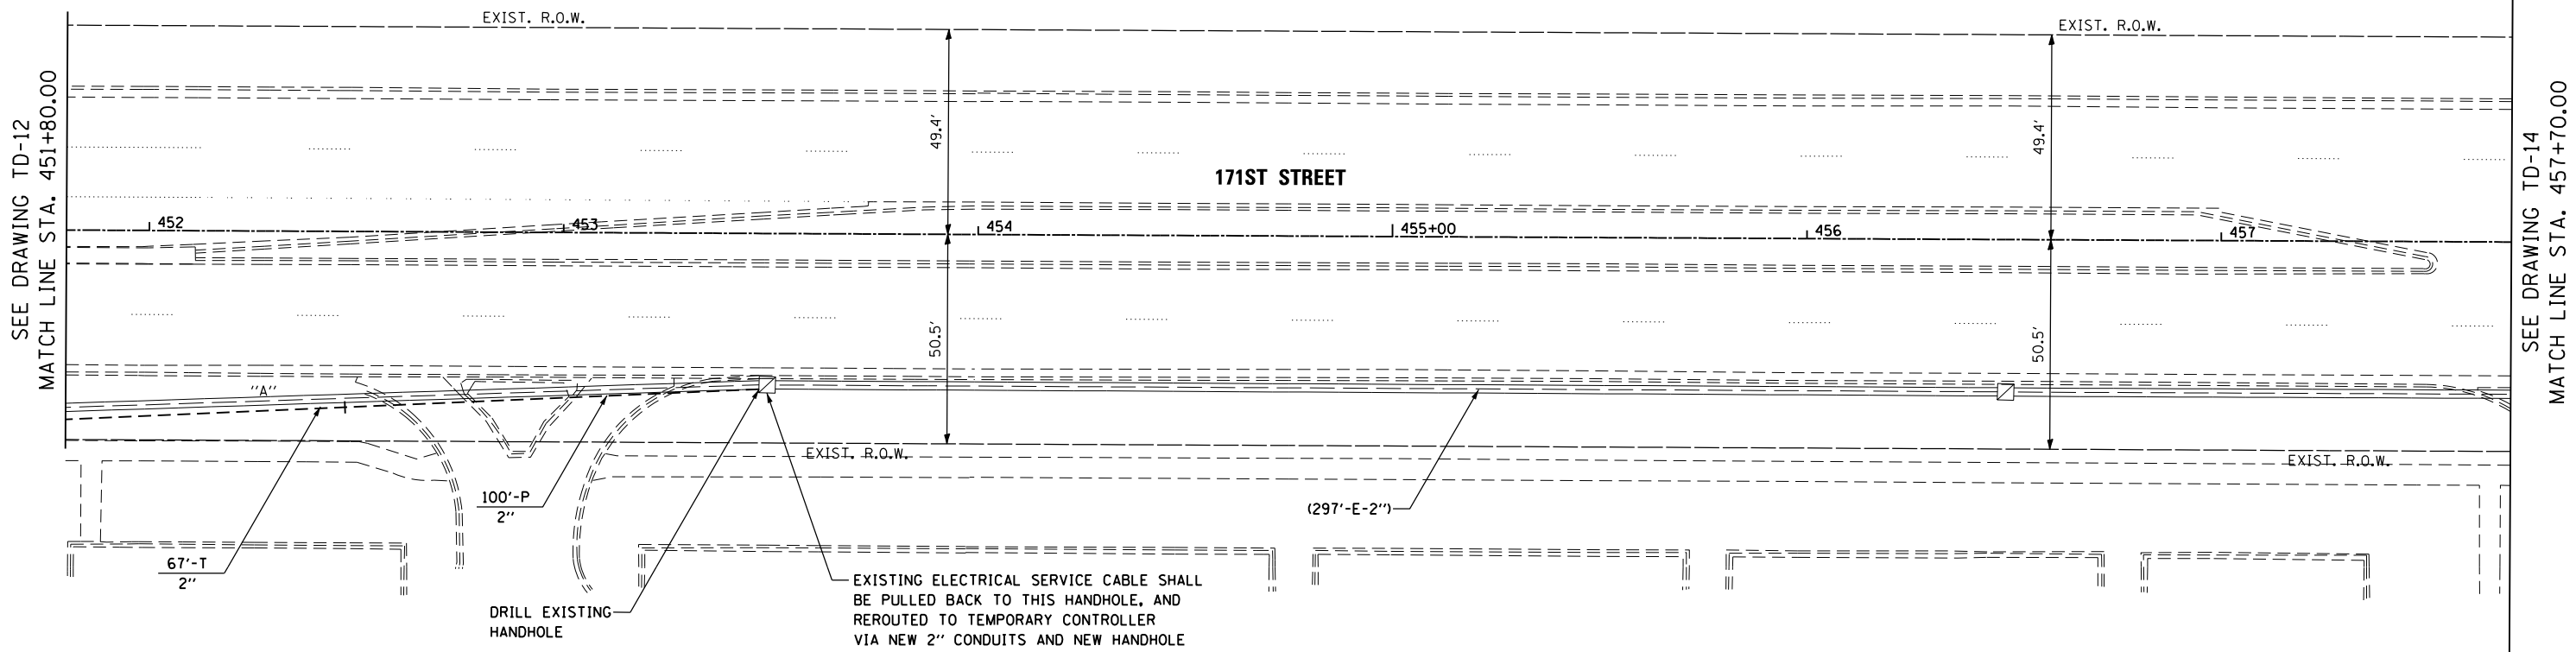 EXIST. R.O.W.
EXIST. R.O.W.
SEE DRAWING TD-12
MATCH LINE STA. 451+80.00
49.4'
49.4'
171ST STREET
SEE DRAWING TD-14
MATCH LINE STA. 457+70.00
452
453
454
455+00
456
457
50.5'
50.5'
"A"
EXIST. R.O.W.
EXIST. R.O.W.
100'-P
2"
(297'-E-2")
67'-T
2"
DRILL EXISTING
HANDHOLE
EXISTING ELECTRICAL SERVICE CABLE SHALL
BE PULLED BACK TO THIS HANDHOLE, AND
REROUTED TO TEMPORARY CONTROLLER
VIA NEW 2" CONDUITS AND NEW HANDHOLE